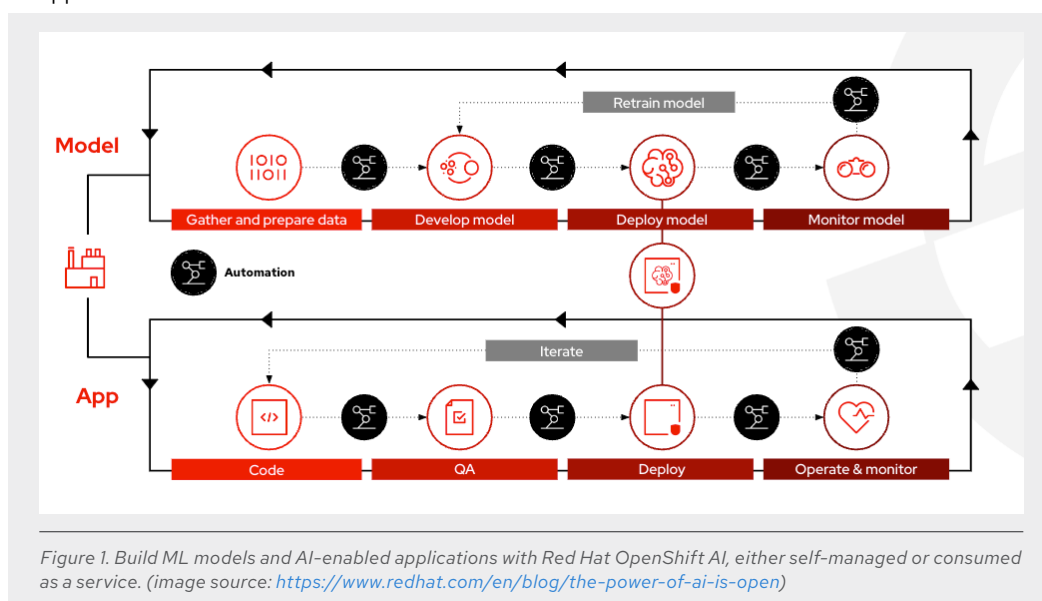 Retrain model
Model
1010
11011
Gather and prepare data
Develop model
Deploy model
Monitor model
Automation
Iterate
App
</>
Code
QA
Deploy
Operate & monitor
Figure 1. Build ML models and AI-enabled applications with Red Hat OpenShift AI, either self-managed or consumed
as a service. (image source: https://www.redhat.com/en/blog/the-power-of-ai-is-open)